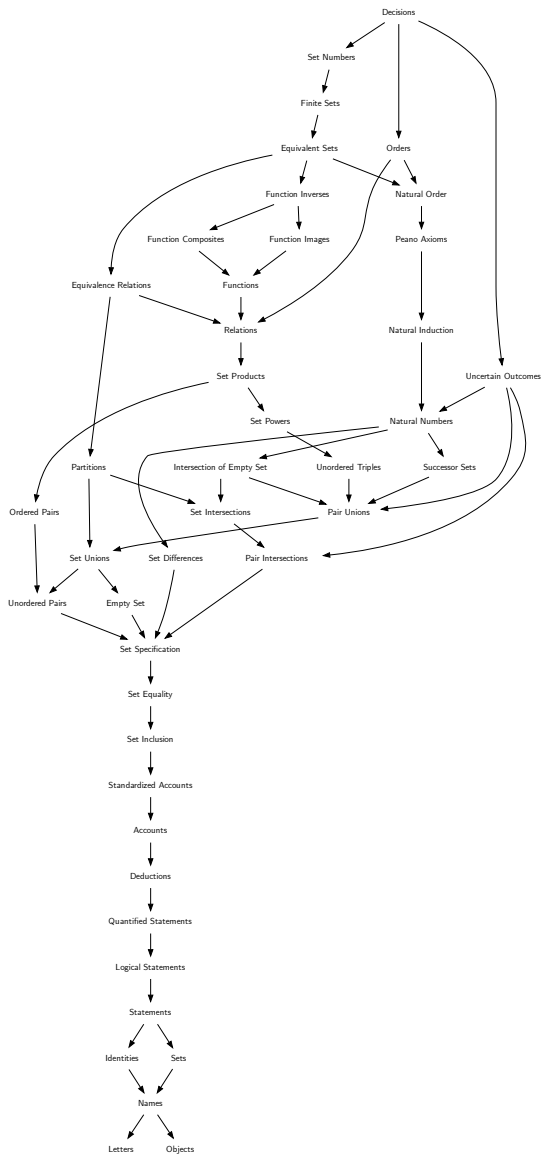 Decisions
Set Numbers
Finite Sets
Equivalent Sets
Orders
Function Inverses
Natural Order
Function Composites
Function Images
Peano Axioms
Equivalence Relations
Functions
Relations
Natural Induction
Set Products
Uncertain Outcomes
Set Powers
Natural Numbers
Partitions
Intersection of Empty Set
Unordered Triples
Successor Sets
Ordered Pairs
Set Intersections
Pair Unions
Set Unions
Set Differences
Pair Intersections
Unordered Pairs
Empty Set
Set Specification
Set Equality
Set Inclusion
Standardized Accounts
Accounts
Deductions
Quantified Statements
Logical Statements
Statements
Identities
Sets
Names
Letters
Objects